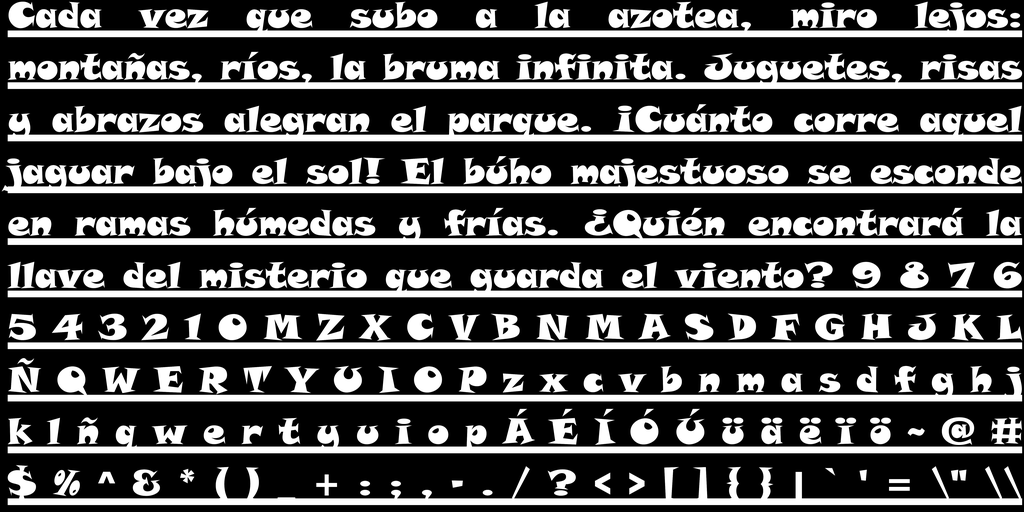 Cada vez que subo a la azotea, miro lejos:
montañas, ríos, la bruma infinita. Juguetes, risas
y abrazos alegran el parque. ¡Cuánto corre aquel
jaguar bajo el sol! El búho majestuoso se esconde
en ramas húmedas y frías. ¿Quién encontrará la
llave del misterio que guarda el viento? 9 8 7 6
5 4 3 2 1 0 M Z X C V B N M A S D F G H J K L
Ñ Q W E R T Y U I O P z x c v b n m a s d f g h j
k l ñ q w e r t y u i o p Á É Í Ó Ú ü ä ë ï ö ~ @ #
$ % ^ & * ( ) _ + : ; , - . / ? < > [ ] { } | ` ' = \" \\